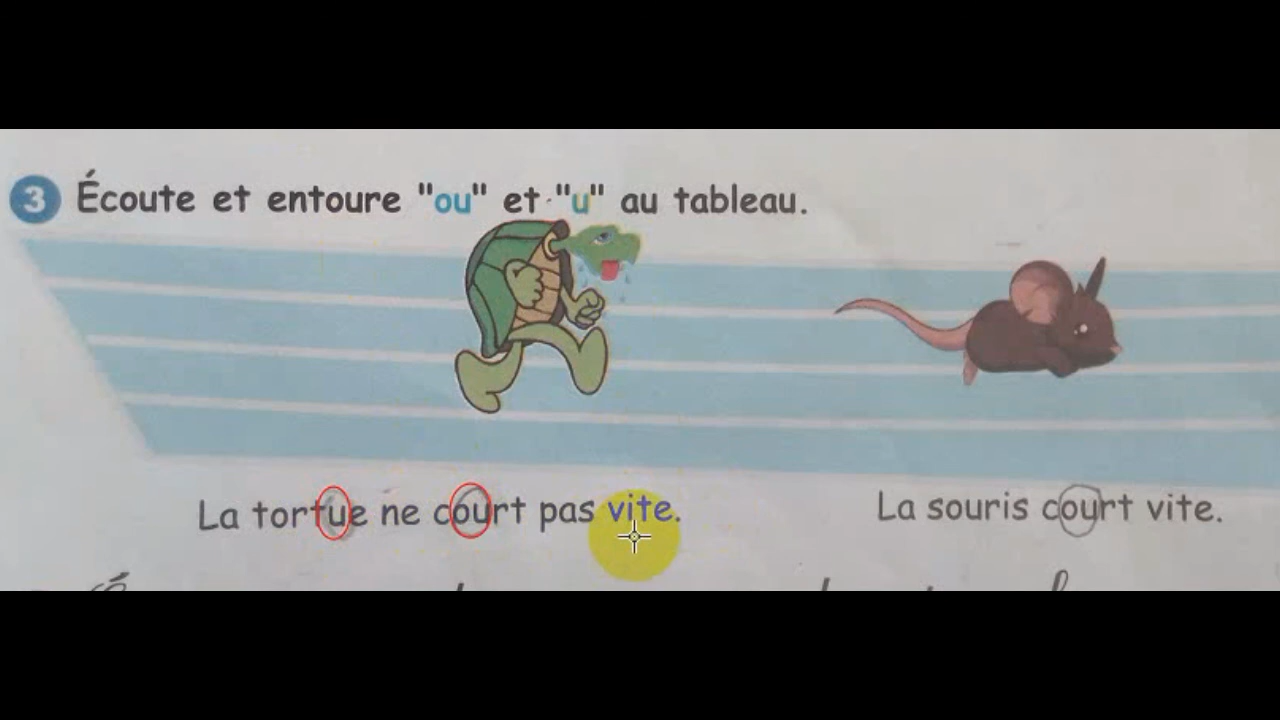 3 Écoute et entoure "ou" et "u" au tableau.
La tortue ne court pas vite.
La souris court vite.